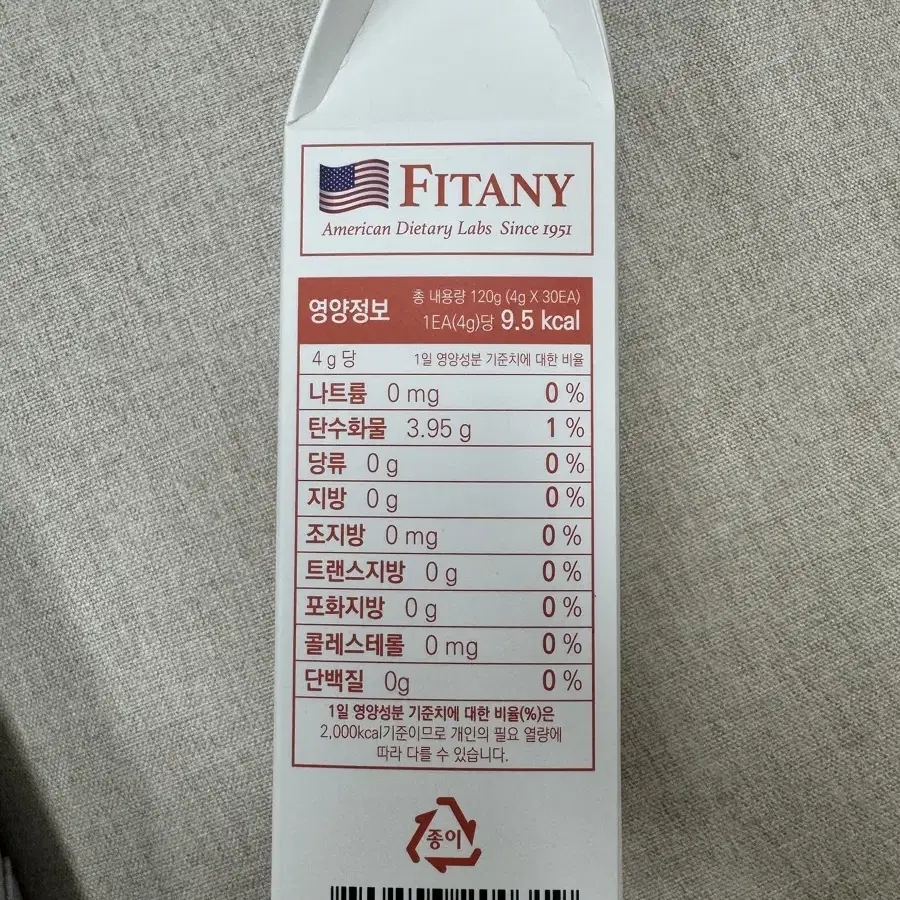 FITANY
American Dietary Labs Since 1951
영양정보
총 내용량 120g (4g X 30EA)
1EA(4g)당 9.5 kcal
4 g 당 1일 영양성분 기준치에 대한 비율
나트륨 0 mg 0 %
탄수화물 3.95 g 1 %
당류 0 g 0 %
지방 0 g 0 %
조지방 0 mg 0 %
트랜스지방 0 g 0 %
포화지방 0 g 0 %
콜레스테롤 0 mg 0 %
단백질 0g 0 %
1일 영양성분 기준치에 대한 비율(%)은
2,000kcal기준이므로 개인의 필요 열량에
따라 다를 수 있습니다.
종이